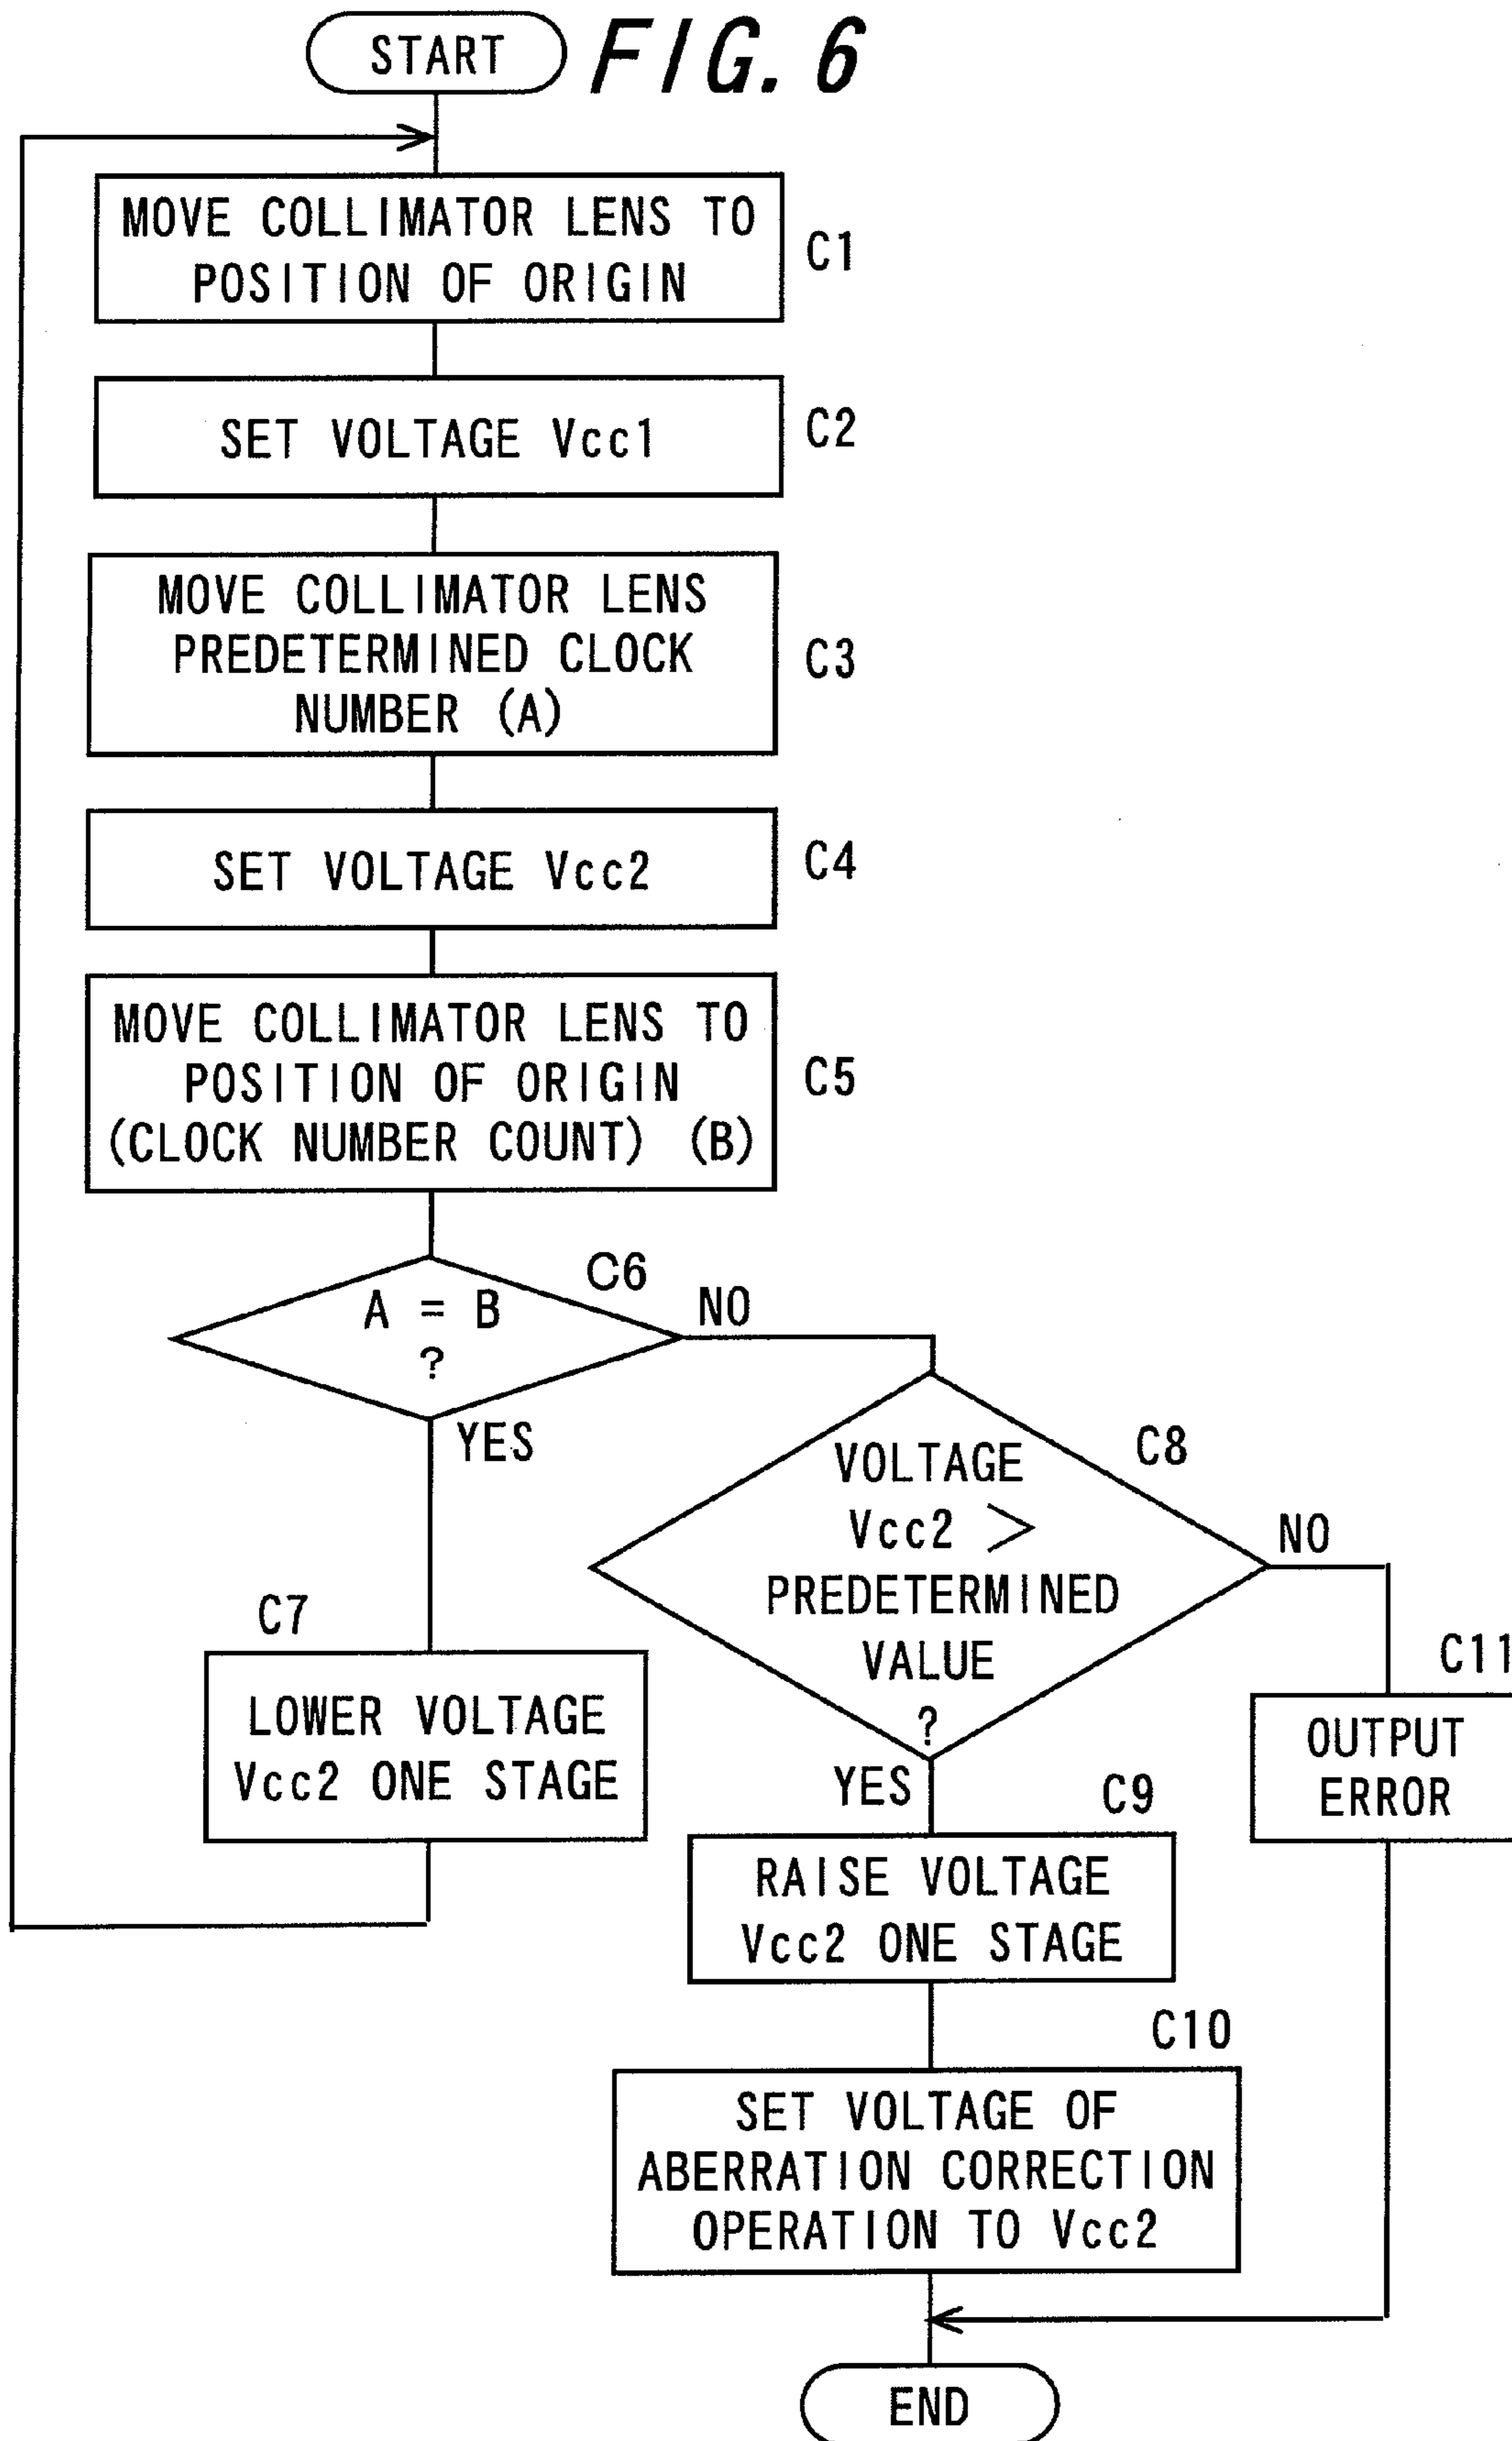 START
FIG. 6
MOVE COLLIMATOR LENS TO
POSITION OF ORIGIN
C1
SET VOLTAGE Vcc1
C2
MOVE COLLIMATOR LENS
PREDETERMINED CLOCK
NUMBER (A)
C3
SET VOLTAGE Vcc2
C4
MOVE COLLIMATOR LENS TO
POSITION OF ORIGIN
(CLOCK NUMBER COUNT) (B)
C5
C6
A = B
?
NO
YES
C7
LOWER VOLTAGE
Vcc2 ONE STAGE
C8
VOLTAGE
Vcc2 >
PREDETERMINED
VALUE
?
NO
YES
C11
OUTPUT
ERROR
C9
RAISE VOLTAGE
Vcc2 ONE STAGE
C10
SET VOLTAGE OF
ABERRATION CORRECTION
OPERATION TO Vcc2
END